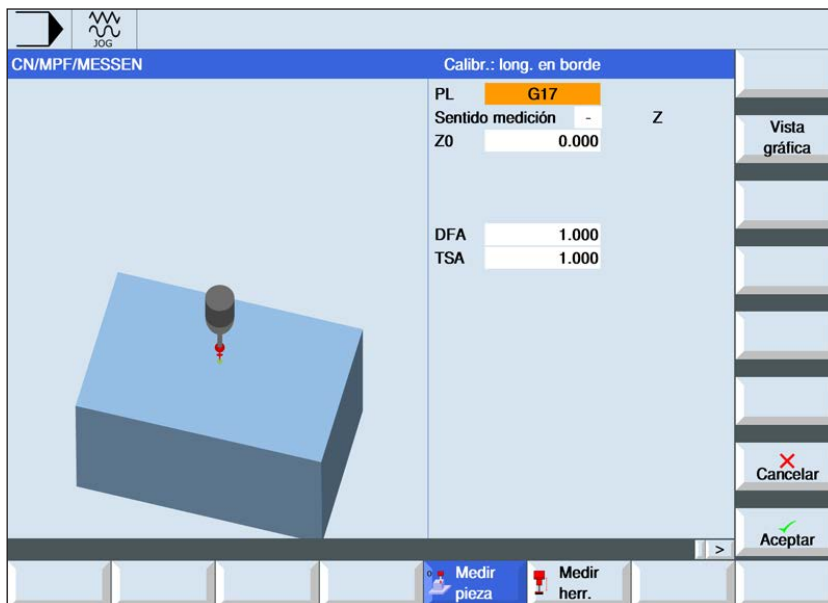 JOG
CN/MPF/MESSEN
Calibr.: long. en borde
PL G17
Sentido medición - Z
Z0 0.000
DFA 1.000
TSA 1.000
Vista
gráfica
Cancelar
Aceptar
>
Medir
pieza
Medir
herr.